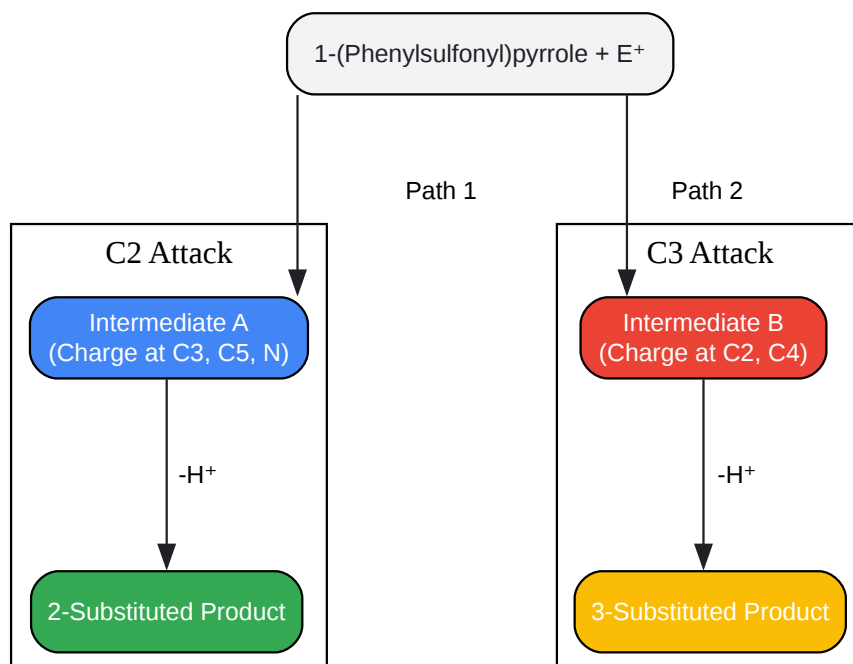 1-(Phenylsulfonyl)pyrrole + E⁺
Path 1
Path 2
C2 Attack
C3 Attack
Intermediate A
(Charge at C3, C5, N)
Intermediate B
(Charge at C2, C4)
-H⁺
-H⁺
2-Substituted Product
3-Substituted Product